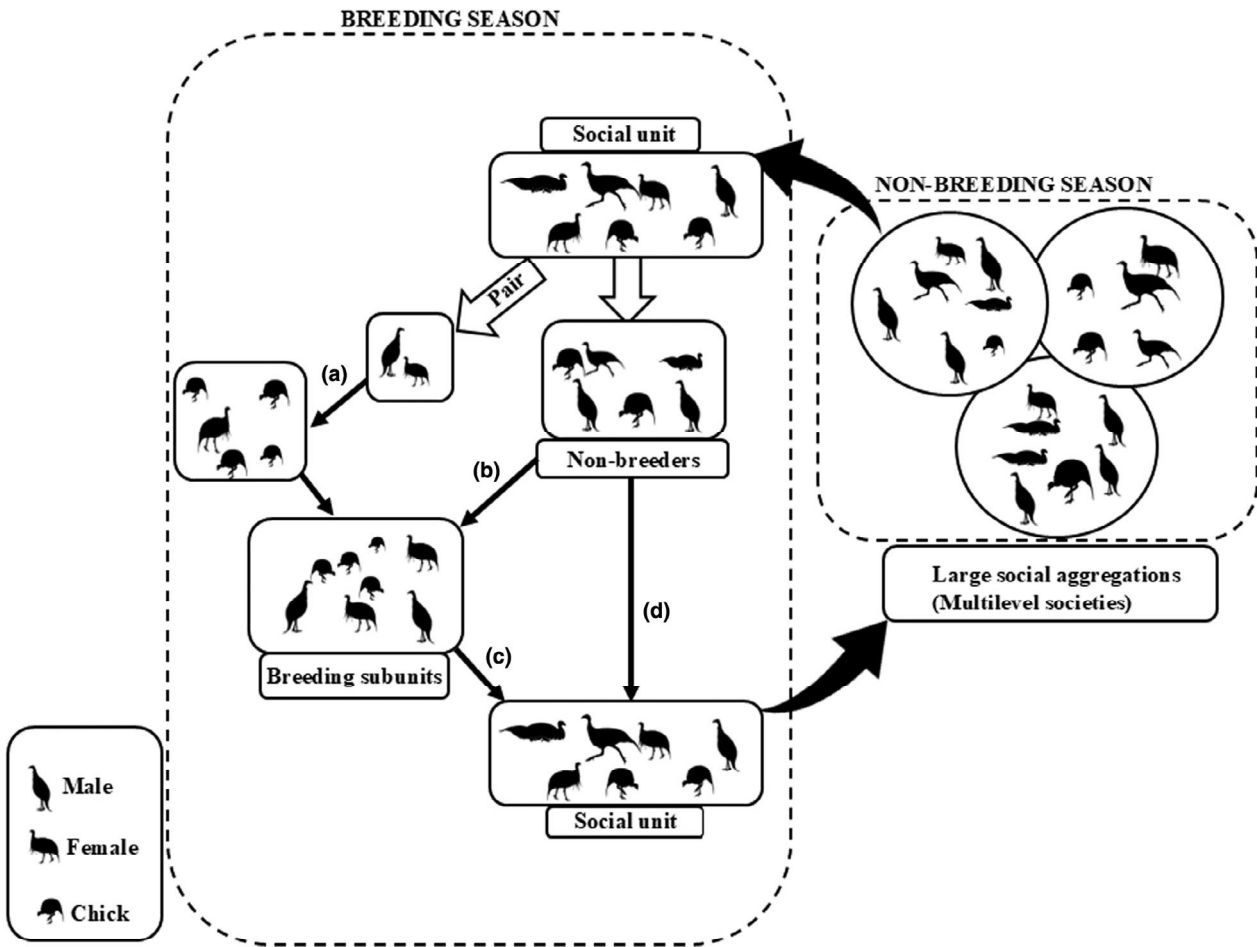 BREEDING SEASON
Social unit
NON-BREEDING SEASON
Pair
(a)
(b)
Non-breeders
Large social aggregations
(Multilevel societies)
(d)
(c)
Breeding subunits
Social unit
Male
Female
Chick